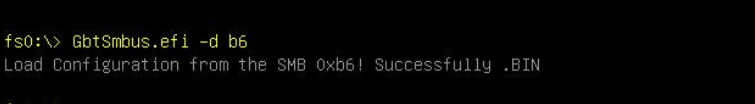 fs0:\> GbtSmbus.efi -d b6
Load Configuration from the SMB 0xb6! Successfully .BIN